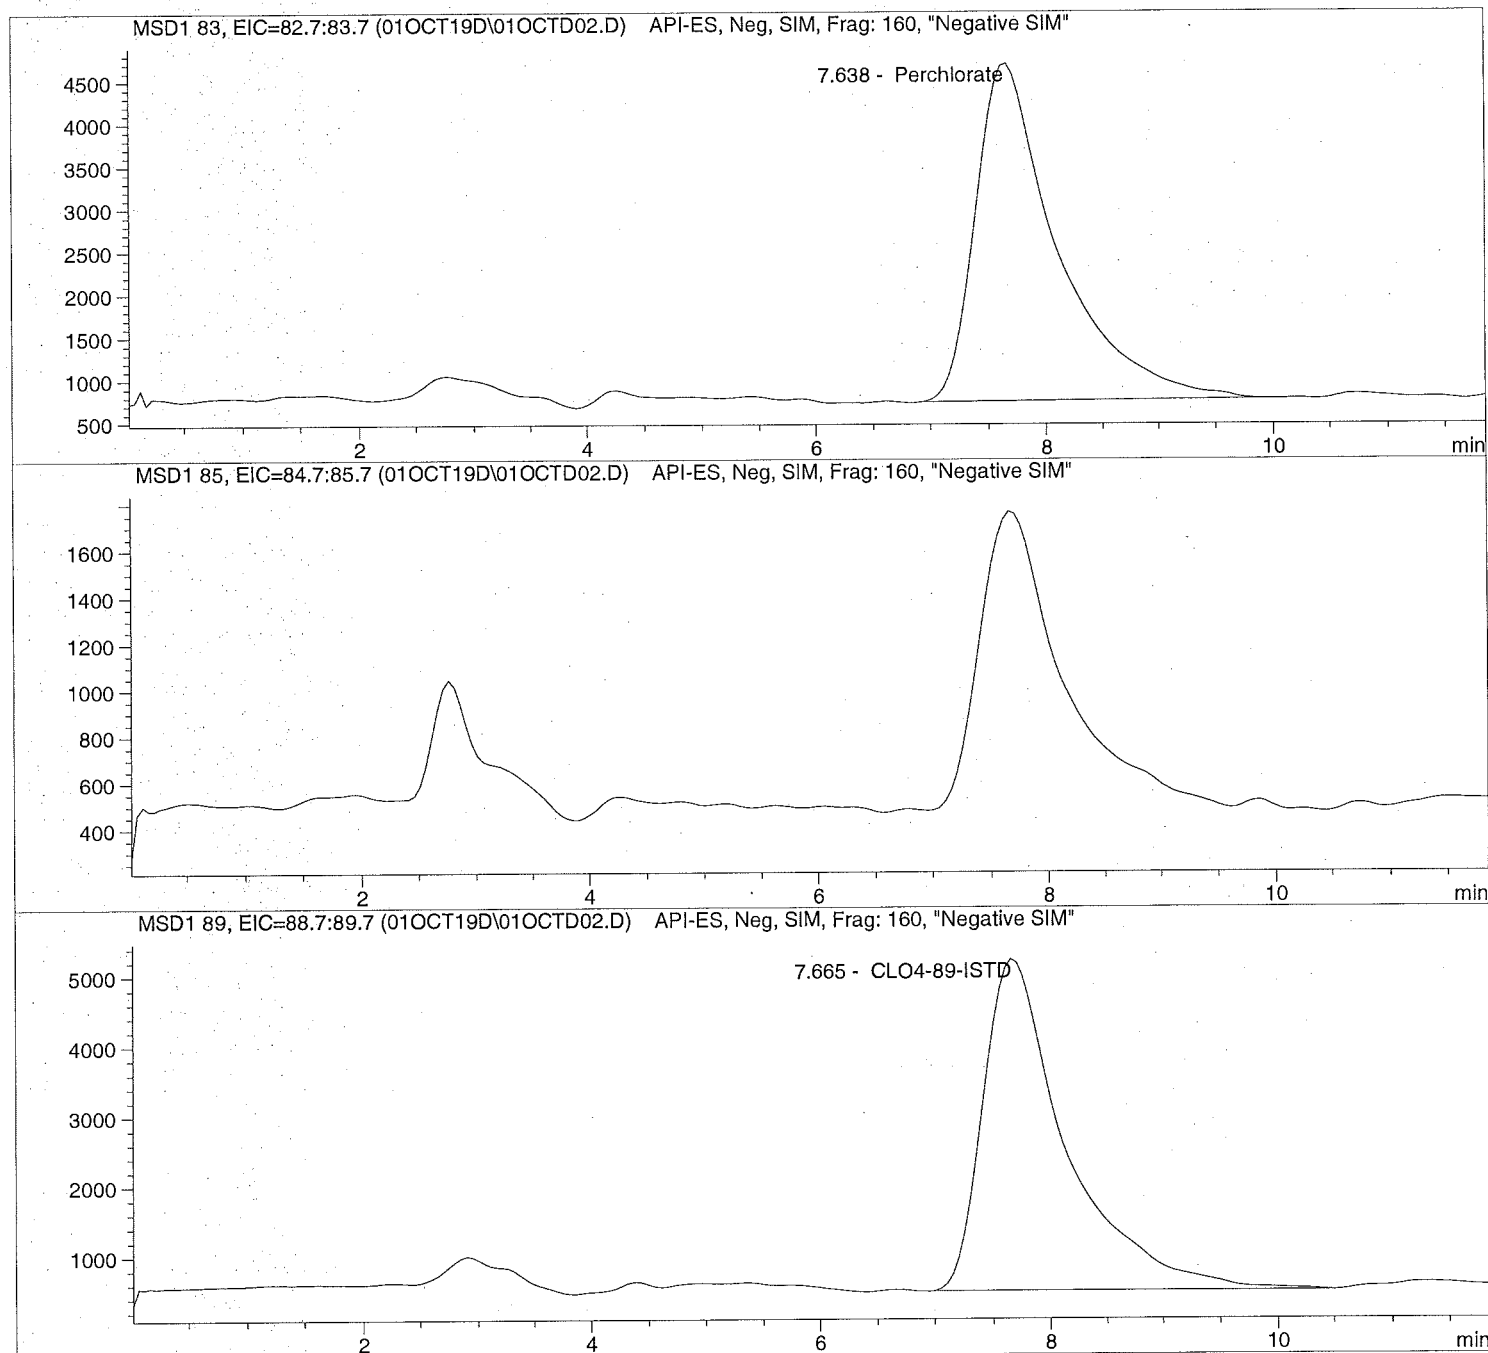 MSD1 83, EIC=82.7:83.7 (01OCT19D\01OCTD02.D) API-ES, Neg, SIM, Frag: 160, "Negative SIM"
7.638 - Perchlorate
4500
4000
3500
3000
2500
2000
1500
1000
500
2 4 6 8 10 min
MSD1 85, EIC=84.7:85.7 (01OCT19D\01OCTD02.D) API-ES, Neg, SIM, Frag: 160, "Negative SIM"
1600
1400
1200
1000
800
600
400
2 4 6 8 10 min
MSD1 89, EIC=88.7:89.7 (01OCT19D\01OCTD02.D) API-ES, Neg, SIM, Frag: 160, "Negative SIM"
7.665 - CLO4-89-ISTD
5000
4000
3000
2000
1000
2 4 6 8 10 min